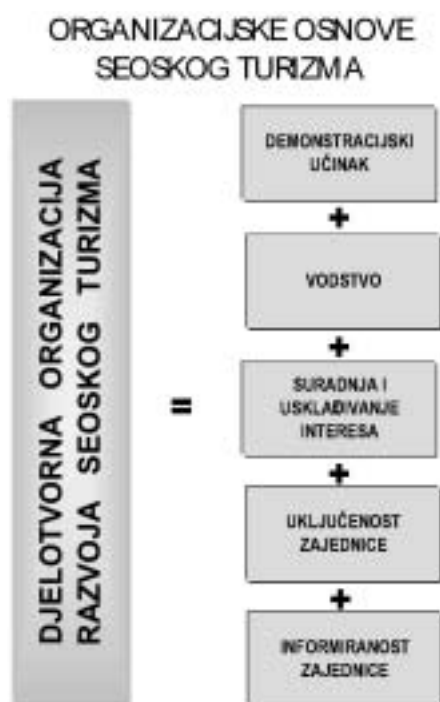 ORGANIZACIJSKE OSNOVE
SEOSKOG TURIZMA
DJELOTVORNA ORGANIZACIJA
RAZVOJA SEOSKOG TURIZMA
=
DEMONSTRACIJSKI
UČINAK
+
VODSTVO
+
SURADNJA I
USKLAĐIVANJE
INTERESA
+
UKLJUČENOST
ZAJEDNICE
+
INFORMIRANOST
ZAJEDNICE